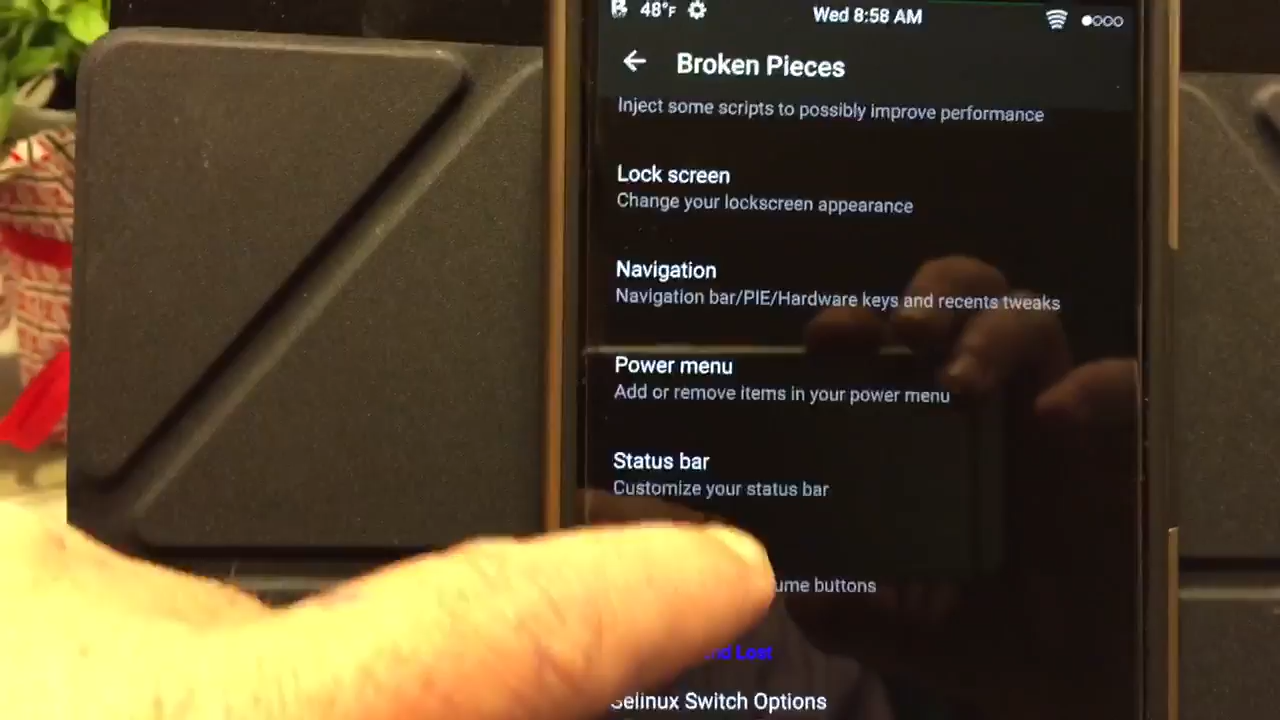 48°F
Wed 8:58 AM
Broken Pieces
Inject some scripts to possibly improve performance
Lock screen
Change your lockscreen appearance
Navigation
Navigation bar/PIE/Hardware keys and recents tweaks
Power menu
Add or remove items in your power menu
Status bar
Customize your status bar
buttons
Lost
Selinux Switch Options